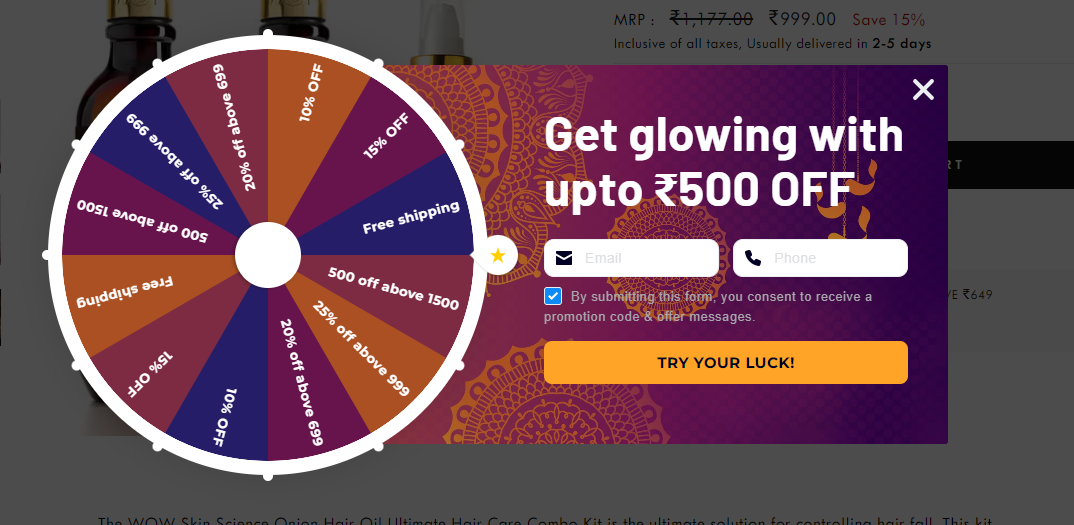 MRP : ₹1,177.00 ₹999.00 Save 15%
Inclusive of all taxes, Usually delivered in 2-5 days
10% OFF
15% OFF
Free shipping
500 off above 1500
25% off above 999
20% off above 699
10% OFF
15% OFF
Free shipping
500 off above 1500
25% off above 999
20% off above 699
Get glowing with
upto ₹500 OFF
Email Phone
By submitting this form, you consent to receive a
promotion code & offer messages.
TRY YOUR LUCK!
RT
₹649
The WOW Skin Science Onion Hair Oil Ultimate Hair Care Combo Kit is the ultimate solution for controlling hair fall. This kit